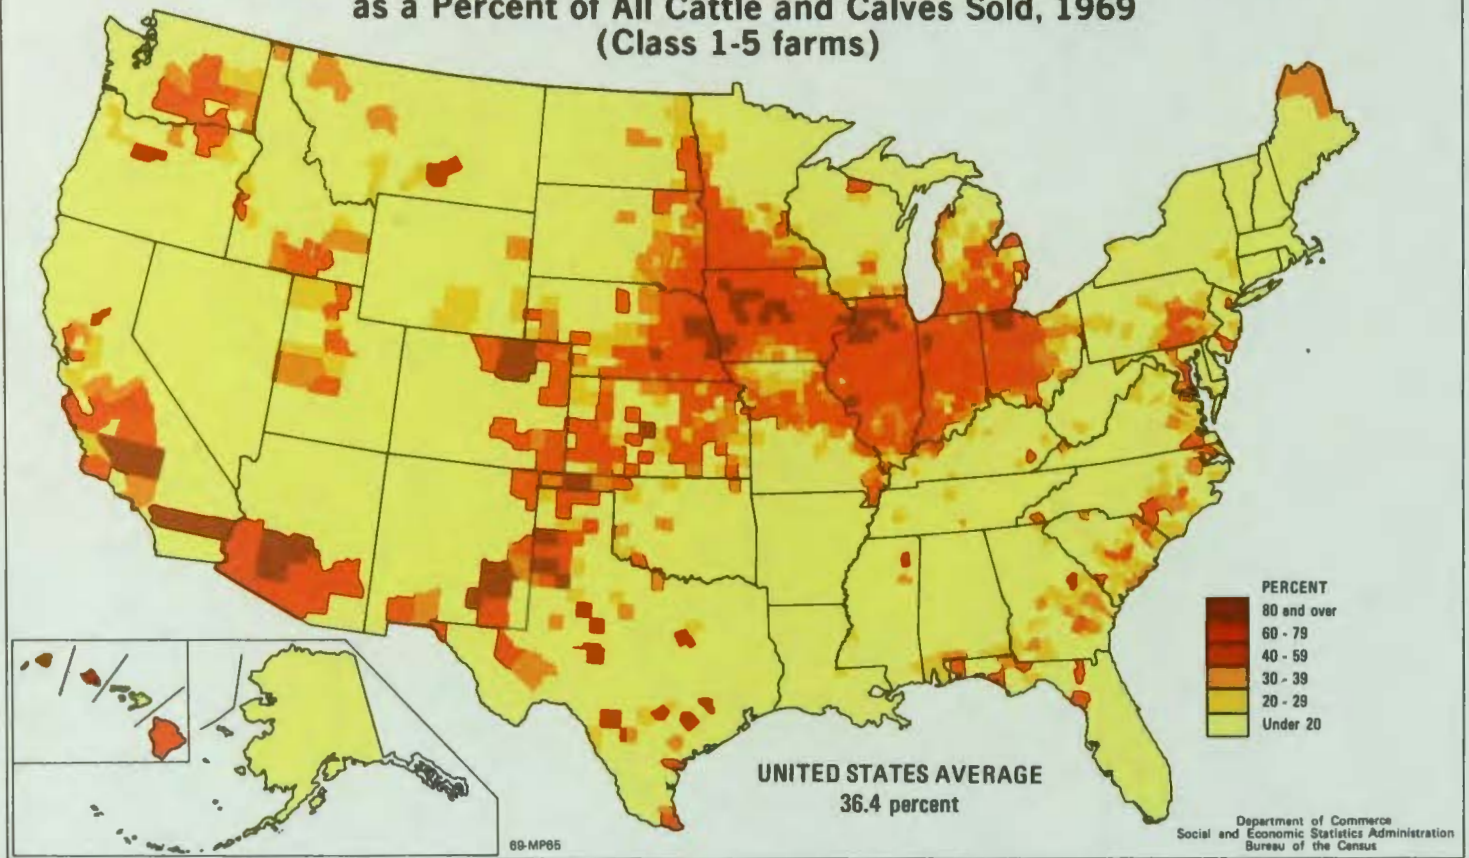 as a Percent of All Cattle and Calves Sold, 1969
(Class 1-5 farms)
PERCENT
80 and over
60 - 79
40 - 59
30 - 39
20 - 29
Under 20
UNITED STATES AVERAGE
36.4 percent
69-MP65
Department of Commerce
Social and Economic Statistics Administration
Bureau of the Census